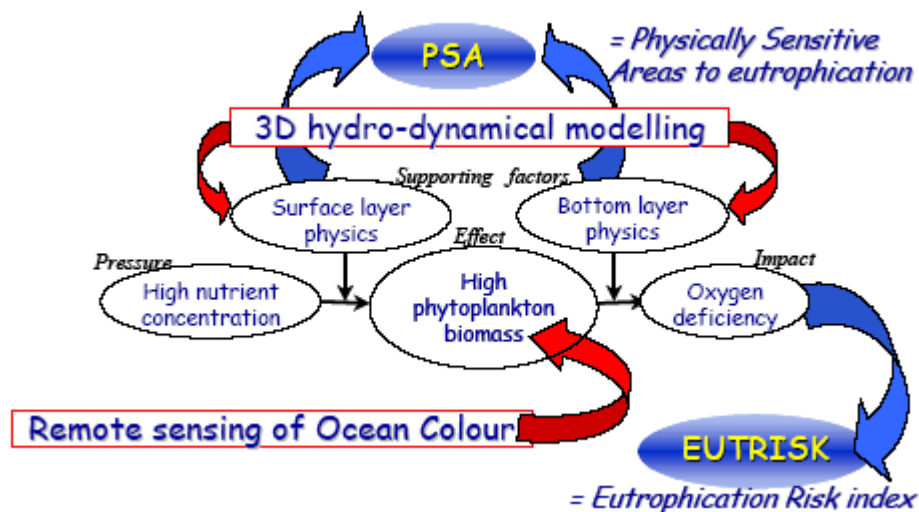 PSA
= Physically Sensitive
Areas to eutrophication
3D hydro-dynamical modelling
Supporting factors
Surface layer
physics
Bottom layer
physics
Effect
Pressure
Impact
High nutrient
concentration
High
phytoplankton
biomass
Oxygen
deficiency
Remote sensing of Ocean Colour
EUTRISK
= Eutrophication Risk index